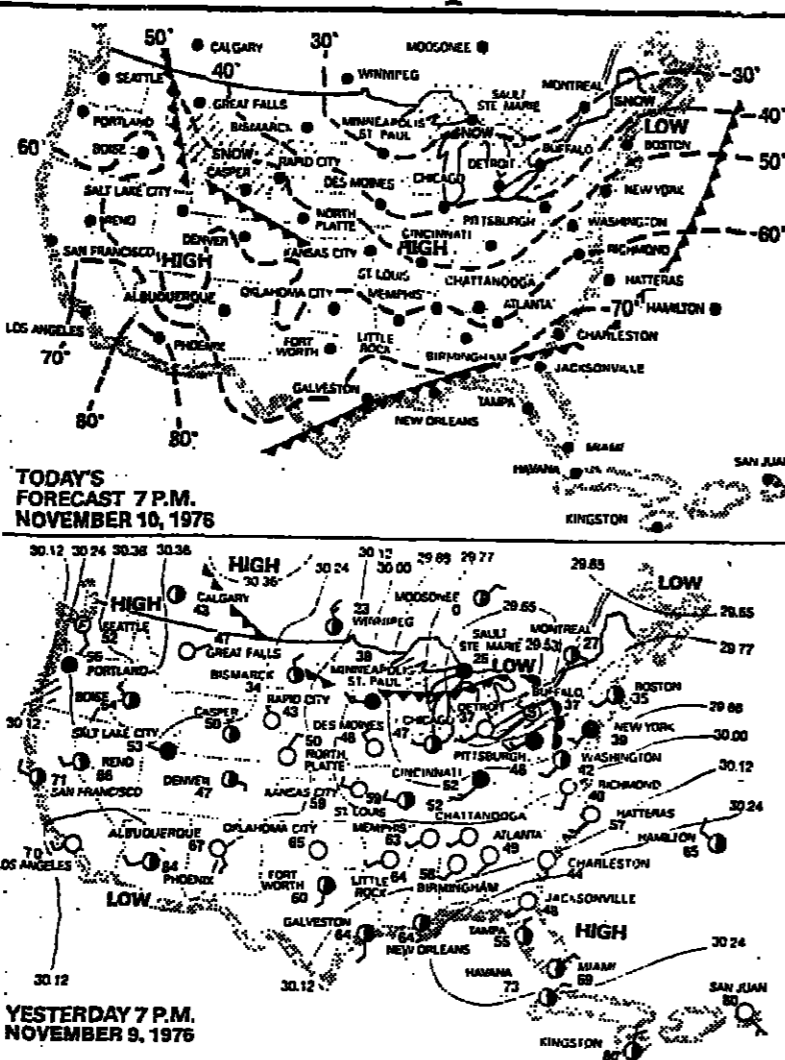 50° CALGARY 30° MOOSONEE
SEATTLE 40° WINNIPEG SAULT STE MARIE MONTREAL 30°
PORTLAND GREAT FALLS BISMARCK MINNEAPOLIS ST. PAUL SNOW SNOW LOW 40°
60° BOISE SNOW RAPID CITY DETROIT BUFFALO BOSTON 50°
SALT LAKE CITY CASPER DES MOINES CHICAGO NEW YORK
RENO NORTH PLATTE PITTSBURGH WASHINGTON 60°
SAN FRANCISCO DENVER KANSAS CITY CINCINNATI RICHMOND
HIGH ST LOUIS HIGH CHATTANOOGA HATTERAS
ALBUQUERQUE OKLAHOMA CITY MEMPHIS ATLANTA 70° HAMILTON
LOS ANGELES PHOENIX FORT WORTH LITTLE ROCK BIRMINGHAM CHARLESTON
70° JACKSONVILLE
GALVESTON NEW ORLEANS TAMPA
80° 80° MIAMI
HAVANA SAN JUAN
KINGSTON
TODAY'S
FORECAST 7 P.M.
NOVEMBER 10, 1976
30.12 30 24 30.36 30.36 HIGH 30 36 30 24 30 12 30 00 29.88 29 77 29.65 LOW
HIGH CALGARY 43 23 WINNIPEG MOOSONEE 0 29.65 29.65
SEATTLE 52 47 GREAT FALLS 38 MINNEAPOLIS ST. PAUL SAULT STE MARIE 25 29.53 MONTREAL 27 29.77
56 PORTLAND BISMARCK 34 LOW
BOISE 54 RAPID CITY 43 DETROIT 37 BUFFALO 37 BOSTON 35
30.12 CASPER 50 DES MOINES 48 CHICAGO 47 29 88
SALT LAKE CITY 53 50 NORTH PLATTE PITTSBURGH 46 NEW YORK 39 30.00
RENO 66 WASHINGTON 42 30.12
71 SAN FRANCISCO DENVER 47 KANSAS CITY 59 59 ST LOUIS 52 CINCINNATI 52 RICHMOND 40
CHATTANOOGA HATTERAS 57 30.24
70 LOS ANGELES ALBUQUERQUE 64 67 OKLAHOMA CITY 65 MEMPHIS 63 ATLANTA 49 HAMILTON 65
PHOENIX FORT WORTH 60 LITTLE ROCK 64 58 BIRMINGHAM CHARLESTON 44
LOW JACKSONVILLE 48
GALVESTON 64 64 NEW ORLEANS TAMPA 55 HIGH
30.12 30.12 30 24
HAVANA 73 MIAMI 69
SAN JUAN 80
KINGSTON 80
YESTERDAY 7 P.M.
NOVEMBER 9, 1976